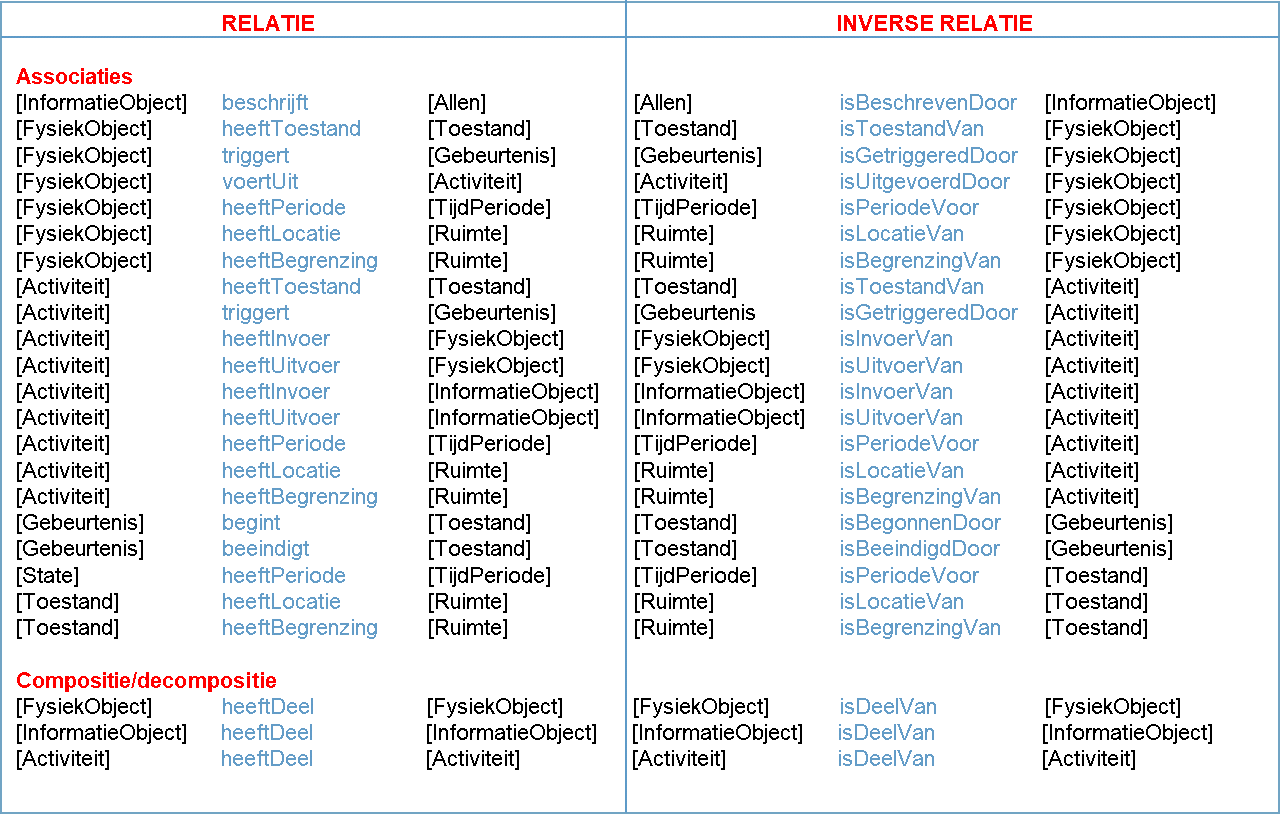 RELATIE INVERSE RELATIE
Associaties
[InformatieObject] beschrijft [Allen] [Allen] isBeschrevenDoor [InformatieObject]
[FysiekObject] heeftToestand [Toestand] [Toestand] isToestandVan [FysiekObject]
[FysiekObject] triggert [Gebeurtenis] [Gebeurtenis] isGetriggeredDoor [FysiekObject]
[FysiekObject] voertUit [Activiteit] [Activiteit] isUitgevoerdDoor [FysiekObject]
[FysiekObject] heeftPeriode [TijdPeriode] [TijdPeriode] isPeriodeVoor [FysiekObject]
[FysiekObject] heeftLocatie [Ruimte] [Ruimte] isLocatieVan [FysiekObject]
[FysiekObject] heeftBegrenzing [Ruimte] [Ruimte] isBegrenzingVan [FysiekObject]
[Activiteit] heeftToestand [Toestand] [Toestand] isToestandVan [Activiteit]
[Activiteit] triggert [Gebeurtenis] [Gebeurtenis isGetriggeredDoor [Activiteit]
[Activiteit] heeftInvoer [FysiekObject] [FysiekObject] isInvoerVan [Activiteit]
[Activiteit] heeftUitvoer [FysiekObject] [FysiekObject] isUitvoerVan [Activiteit]
[Activiteit] heeftInvoer [InformatieObject] [InformatieObject] isInvoerVan [Activiteit]
[Activiteit] heeftUitvoer [InformatieObject] [InformatieObject] isUitvoerVan [Activiteit]
[Activiteit] heeftPeriode [TijdPeriode] [TijdPeriode] isPeriodeVoor [Activiteit]
[Activiteit] heeftLocatie [Ruimte] [Ruimte] isLocatieVan [Activiteit]
[Activiteit] heeftBegrenzing [Ruimte] [Ruimte] isBegrenzingVan [Activiteit]
[Gebeurtenis] begint [Toestand] [Toestand] isBegonnenDoor [Gebeurtenis]
[Gebeurtenis] beeindigt [Toestand] [Toestand] isBeeindigdDoor [Gebeurtenis]
[State] heeftPeriode [TijdPeriode] [TijdPeriode] isPeriodeVoor [Toestand]
[Toestand] heeftLocatie [Ruimte] [Ruimte] isLocatieVan [Toestand]
[Toestand] heeftBegrenzing [Ruimte] [Ruimte] isBegrenzingVan [Toestand]
Compositie/decompositie
[FysiekObject] heeftDeel [FysiekObject] [FysiekObject] isDeelVan [FysiekObject]
[InformatieObject] heeftDeel [InformatieObject] [InformatieObject] isDeelVan [InformatieObject]
[Activiteit] heeftDeel [Activiteit] [Activiteit] isDeelVan [Activiteit]